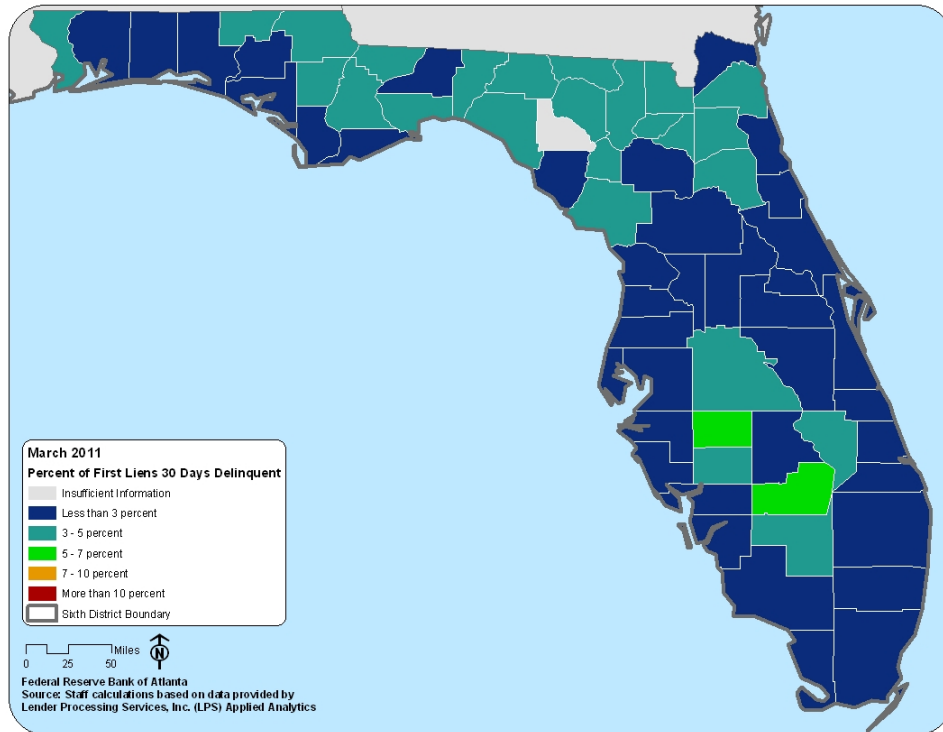 March 2011
Percent of First Liens 30 Days Delinquent
Insufficient Information
Less than 3 percent
3 - 5 percent
5 - 7 percent
7 - 10 percent
More than 10 percent
Sixth District Boundary
Miles
0 25 50
N
Federal Reserve Bank of Atlanta
Source: Staff calculations based on data provided by
Lender Processing Services, Inc. (LPS) Applied Analytics